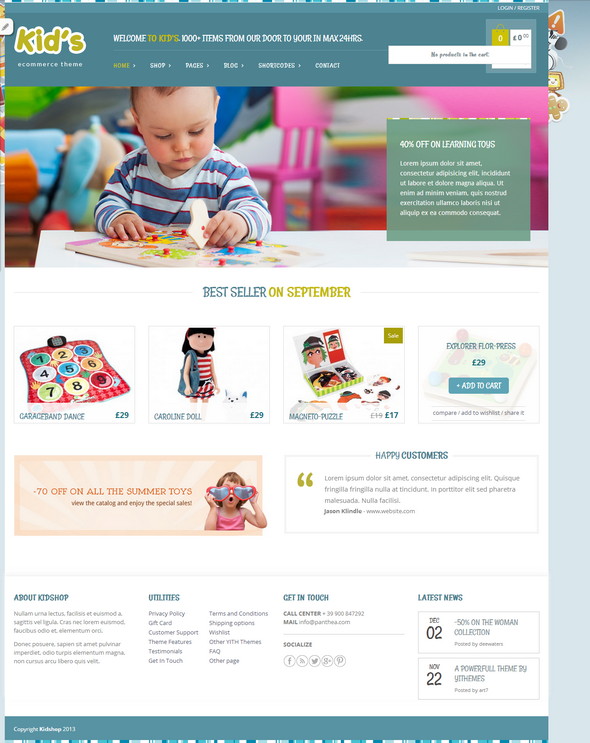 LOGIN / REGISTER
Kid's
ecommerce theme
WELCOME TO KID'S. 1000+ ITEMS FROM OUR DOOR TO YOUR IN MAX 24HRS.
0
£0.00
No products in the cart.
HOME
SHOP
PAGES
BLOG
SHORTCODES
CONTACT
40% OFF ON LEARNING TOYS
Lorem ipsum dolor sit amet,
consectetur adipiscing elit, incididunt
ut labore et dolore magna aliqua. Ut
enim ad minim veniam, quis nostrud
exercitation ullamco laboris nisi ut
aliquip ex ea commodo consequat.
BEST SELLER ON SEPTEMBER
1 2 3
4 5 6
7 8 9
GARAGEBAND DANCE £29
CAROLINE DOLL £29
Sale
MAGNETO-PUZZLE £19 £17
EXPLORER FLOR-PRESS
£29
+ ADD TO CART
compare / add to wishlist / share it
-70 OFF ON ALL THE SUMMER TOYS
view the catalog and enjoy the special sales!
HAPPY CUSTOMERS
Lorem ipsum dolor sit amet, consectetur adipiscing elit. Quisque
fringilla fringilla nulla at tincidunt. In porttitor elit sed pharetra
malesuada. Nulla facilisi.
Jason Klindle - www.website.com
ABOUT KIDSHOP
Nullam urna lectus, facilisis et euismod a,
sagittis vel ligula. Cras nec lorem euismod,
faucibus odio et, elementum orci.
Donec posuere, sapien sit amet pulvinar
imperdiet, odio turpis elementum magna,
non cursus arcu libero quis velit.
UTILITIES
Privacy Policy
Gift Card
Customer Support
Theme Features
Testimonials
Get In Touch
Terms and Conditions
Shipping options
Wishlist
Other YITH Themes
FAQ
Other page
GET IN TOUCH
CALL CENTER + 39 900 847292
MAIL info@panthea.com
SOCIALIZE
LATEST NEWS
DEC
02
-50% ON THE WOMAN
COLLECTION
Posted by deewaters
NOV
22
A POWERFULL THEME BY
YITHEMES
Posted by art7
Copyright Kidshop 2013